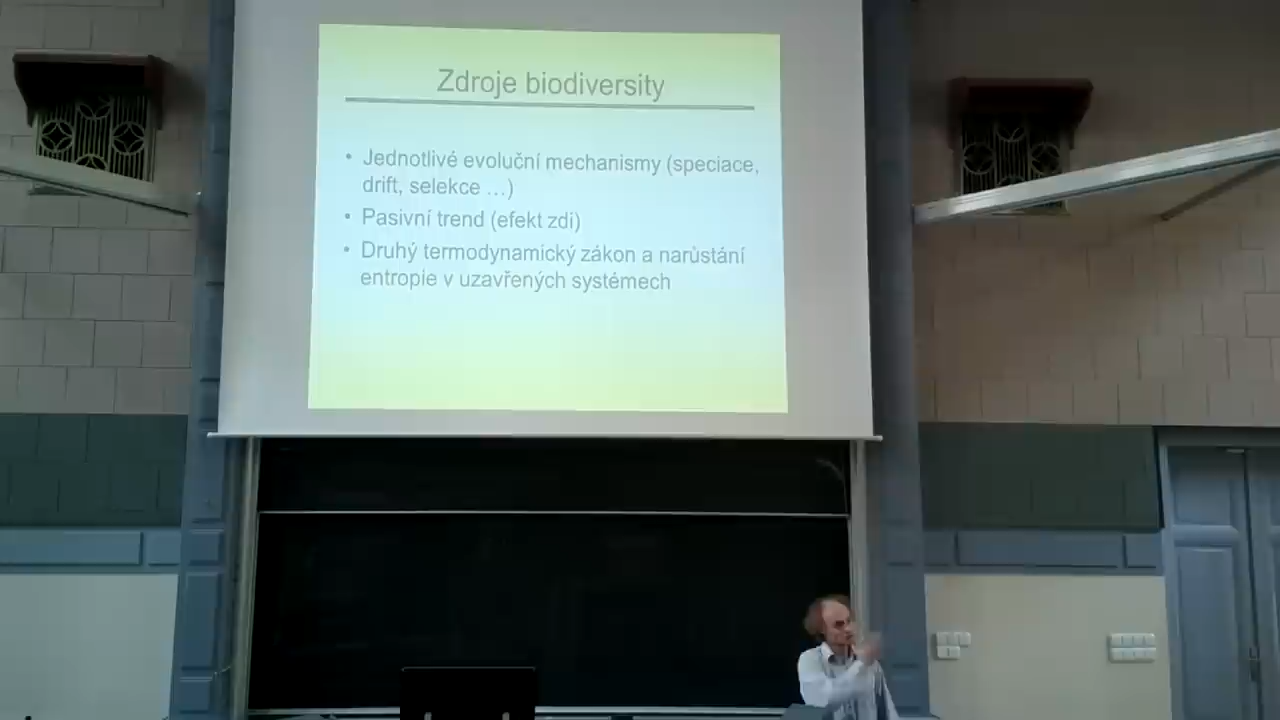 Zdroje biodiversity
• Jednotlivé evoluční mechanismy (speciace,
drift, selekce …)
• Pasivní trend (efekt zdi)
• Druhý termodynamický zákon a narůstání
entropie v uzavřených systémech